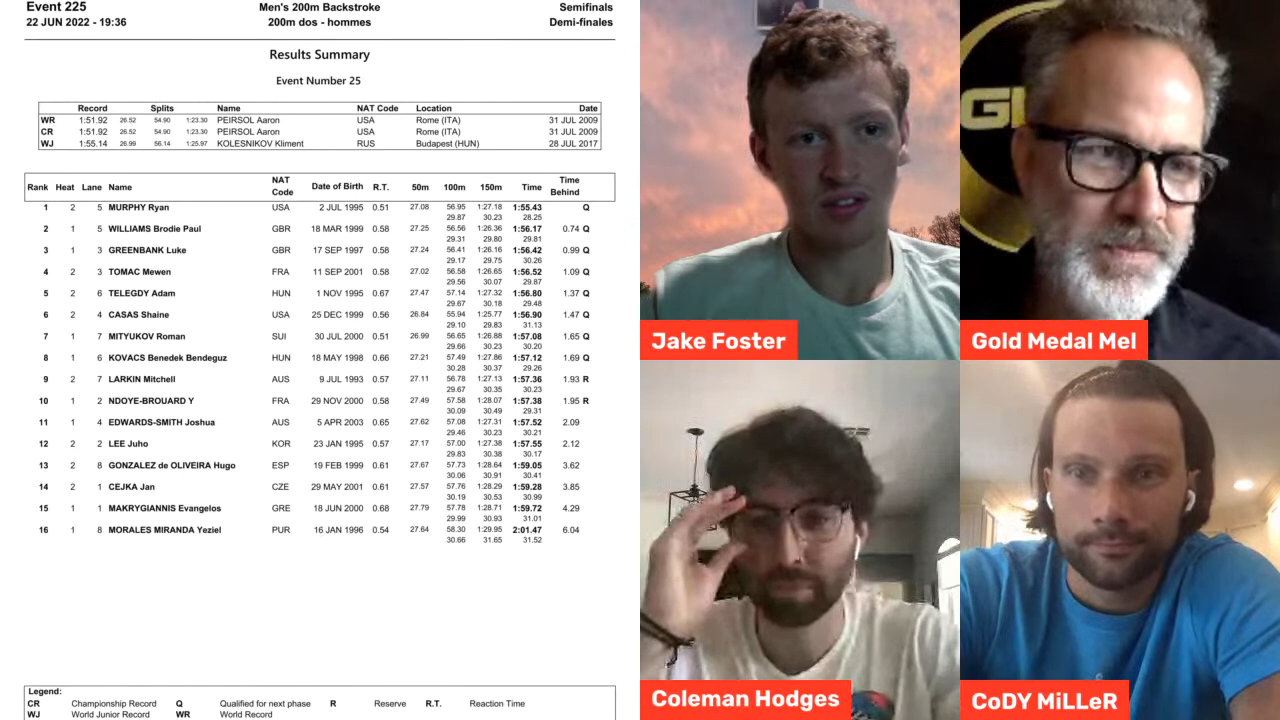 Event 225 Men's 200m Backstroke Semifinals
22 JUN 2022 - 19:36 200m dos - hommes Demi-finales
Results Summary
Event Number 25
Record Splits Name NAT Code Location Date
WR 1:51.92 26.52 54.90 1:23.30 PEIRSOL Aaron USA Rome (ITA) 31 JUL 2009
CR 1:51.92 26.52 54.90 1:23.30 PEIRSOL Aaron USA Rome (ITA) 31 JUL 2009
WJ 1:55.14 26.99 56.14 1:25.97 KOLESNIKOV Kliment RUS Budapest (HUN) 28 JUL 2017
Rank Heat Lane Name NAT Code Date of Birth R.T. 50m 100m 150m Time Time Behind
1 2 5 MURPHY Ryan USA 2 JUL 1995 0.51 27.08 56.95 1:27.18 1:55.43 Q
29.87 30.23 28.25
2 1 5 WILLIAMS Brodie Paul GBR 18 MAR 1999 0.58 27.25 56.56 1:26.36 1:56.17 0.74 Q
29.31 29.80 29.81
3 1 3 GREENBANK Luke GBR 17 SEP 1997 0.58 27.24 56.41 1:26.16 1:56.42 0.99 Q
29.17 29.75 30.26
4 2 3 TOMAC Mewen FRA 11 SEP 2001 0.58 27.02 56.58 1:26.65 1:56.52 1.09 Q
29.56 30.07 29.87
5 2 6 TELEGDY Adam HUN 1 NOV 1995 0.67 27.47 57.14 1:27.32 1:56.80 1.37 Q
29.67 30.18 29.48
6 2 4 CASAS Shaine USA 25 DEC 1999 0.56 26.84 55.94 1:25.77 1:56.90 1.47 Q
29.10 29.83 31.13
7 1 7 MITYUKOV Roman SUI 30 JUL 2000 0.51 26.99 56.65 1:26.88 1:57.08 1.65 Q
29.66 30.23 30.20
8 1 6 KOVACS Benedek Bendeguz HUN 18 MAY 1998 0.66 27.21 57.49 1:27.86 1:57.12 1.69 Q
30.28 30.37 29.26
9 2 7 LARKIN Mitchell AUS 9 JUL 1993 0.57 27.11 56.78 1:27.13 1:57.36 1.93 R
29.67 30.35 30.23
10 1 2 NDOYE-BROUARD Y FRA 29 NOV 2000 0.58 27.49 57.58 1:28.07 1:57.38 1.95 R
30.09 30.49 29.31
11 1 4 EDWARDS-SMITH Joshua AUS 5 APR 2003 0.65 27.62 57.08 1:27.31 1:57.52 2.09
29.46 30.23 30.21
12 2 2 LEE Juho KOR 23 JAN 1995 0.57 27.17 57.00 1:27.38 1:57.55 2.12
29.83 30.38 30.17
13 2 8 GONZALEZ de OLIVEIRA Hugo ESP 19 FEB 1999 0.61 27.67 57.73 1:28.64 1:59.05 3.62
30.06 30.91 30.41
14 2 1 CEJKA Jan CZE 29 MAY 2001 0.61 27.57 57.76 1:28.29 1:59.28 3.85
30.19 30.53 30.99
15 1 1 MAKRYGIANNIS Evangelos GRE 18 JUN 2000 0.68 27.79 57.78 1:28.71 1:59.72 4.29
29.99 30.93 31.01
16 1 8 MORALES MIRANDA Yeziel PUR 16 JAN 1996 0.54 27.64 58.30 1:29.95 2:01.47 6.04
30.66 31.65 31.52
Legend:
CR Championship Record Q Qualified for next phase R Reserve R.T. Reaction Time
WJ World Junior Record WR World Record
Jake Foster
Gold Medal Mel
Coleman Hodges
CoDY MiLLeR